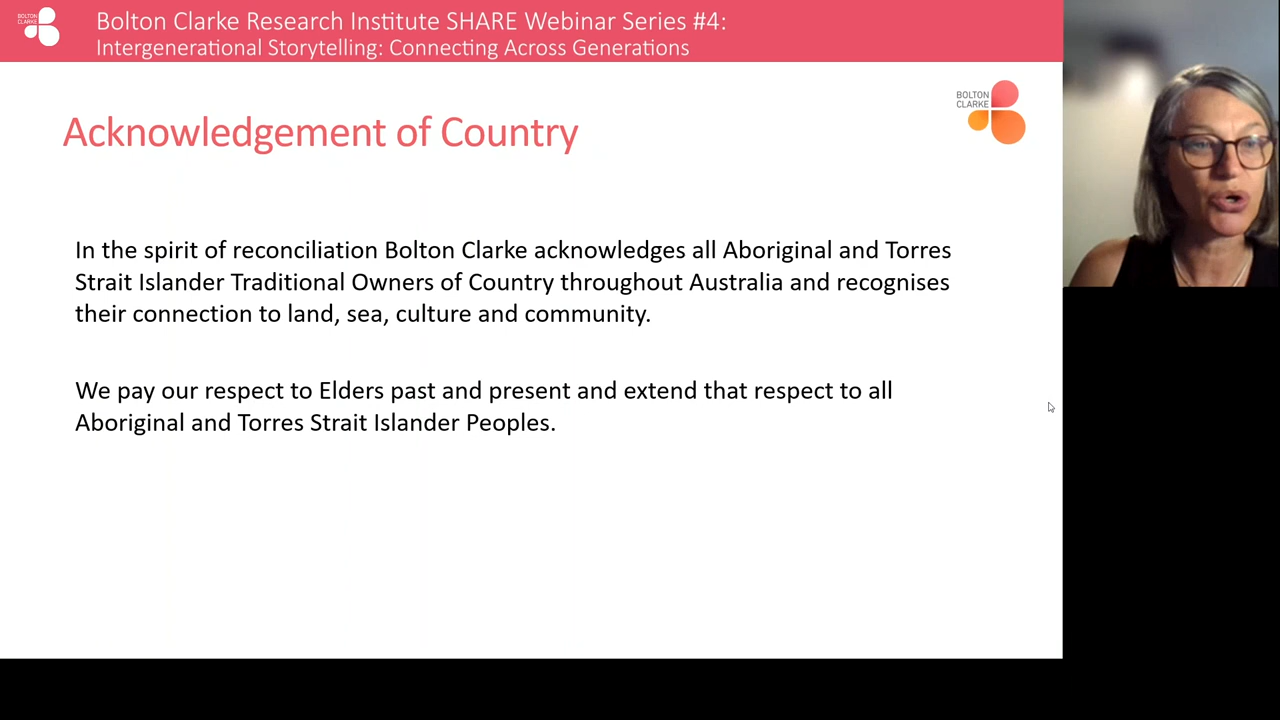 BOLTON
CLARKE
Bolton Clarke Research Institute SHARE Webinar Series #4:
Intergenerational Storytelling: Connecting Across Generations
BOLTON
CLARKE
Acknowledgement of Country
In the spirit of reconciliation Bolton Clarke acknowledges all Aboriginal and Torres
Strait Islander Traditional Owners of Country throughout Australia and recognises
their connection to land, sea, culture and community.
We pay our respect to Elders past and present and extend that respect to all
Aboriginal and Torres Strait Islander Peoples.